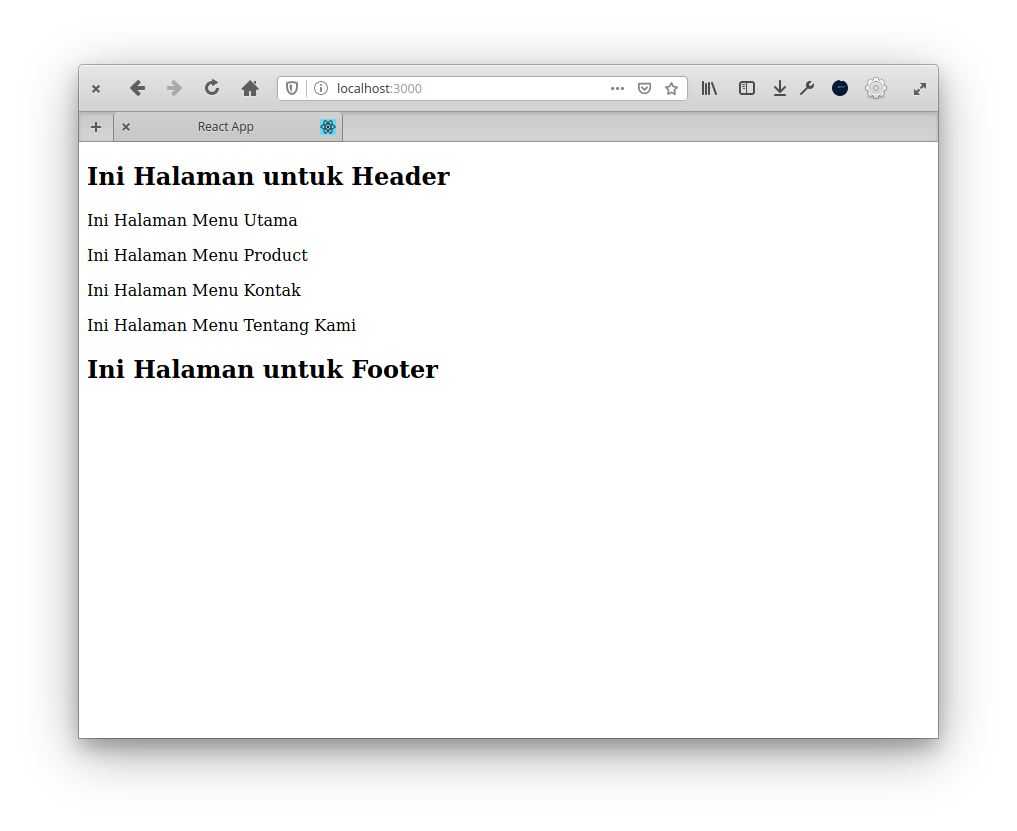 localhost:3000
React App
Ini Halaman untuk Header
Ini Halaman Menu Utama
Ini Halaman Menu Product
Ini Halaman Menu Kontak
Ini Halaman Menu Tentang Kami
Ini Halaman untuk Footer